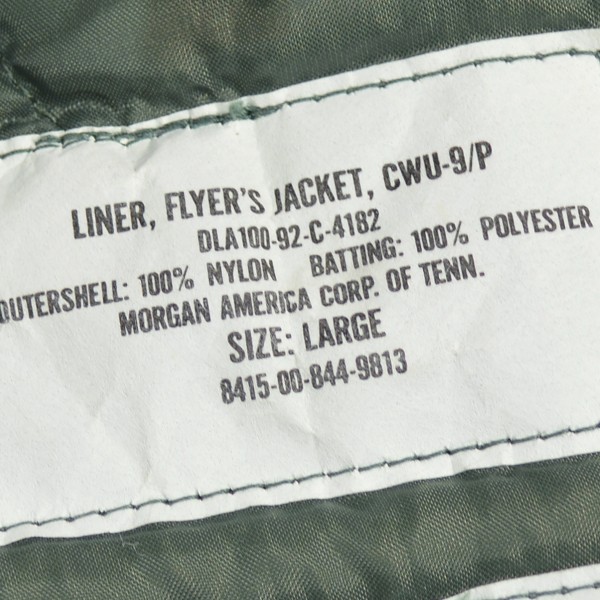 LINER, FLYER'S JACKET, CWU-9/P
DLA100-92-C-4182
OUTERSHELL: 100% NYLON BATTING: 100% POLYESTER
MORGAN AMERICA CORP. OF TENN.
SIZE: LARGE
8415-00-844-9813